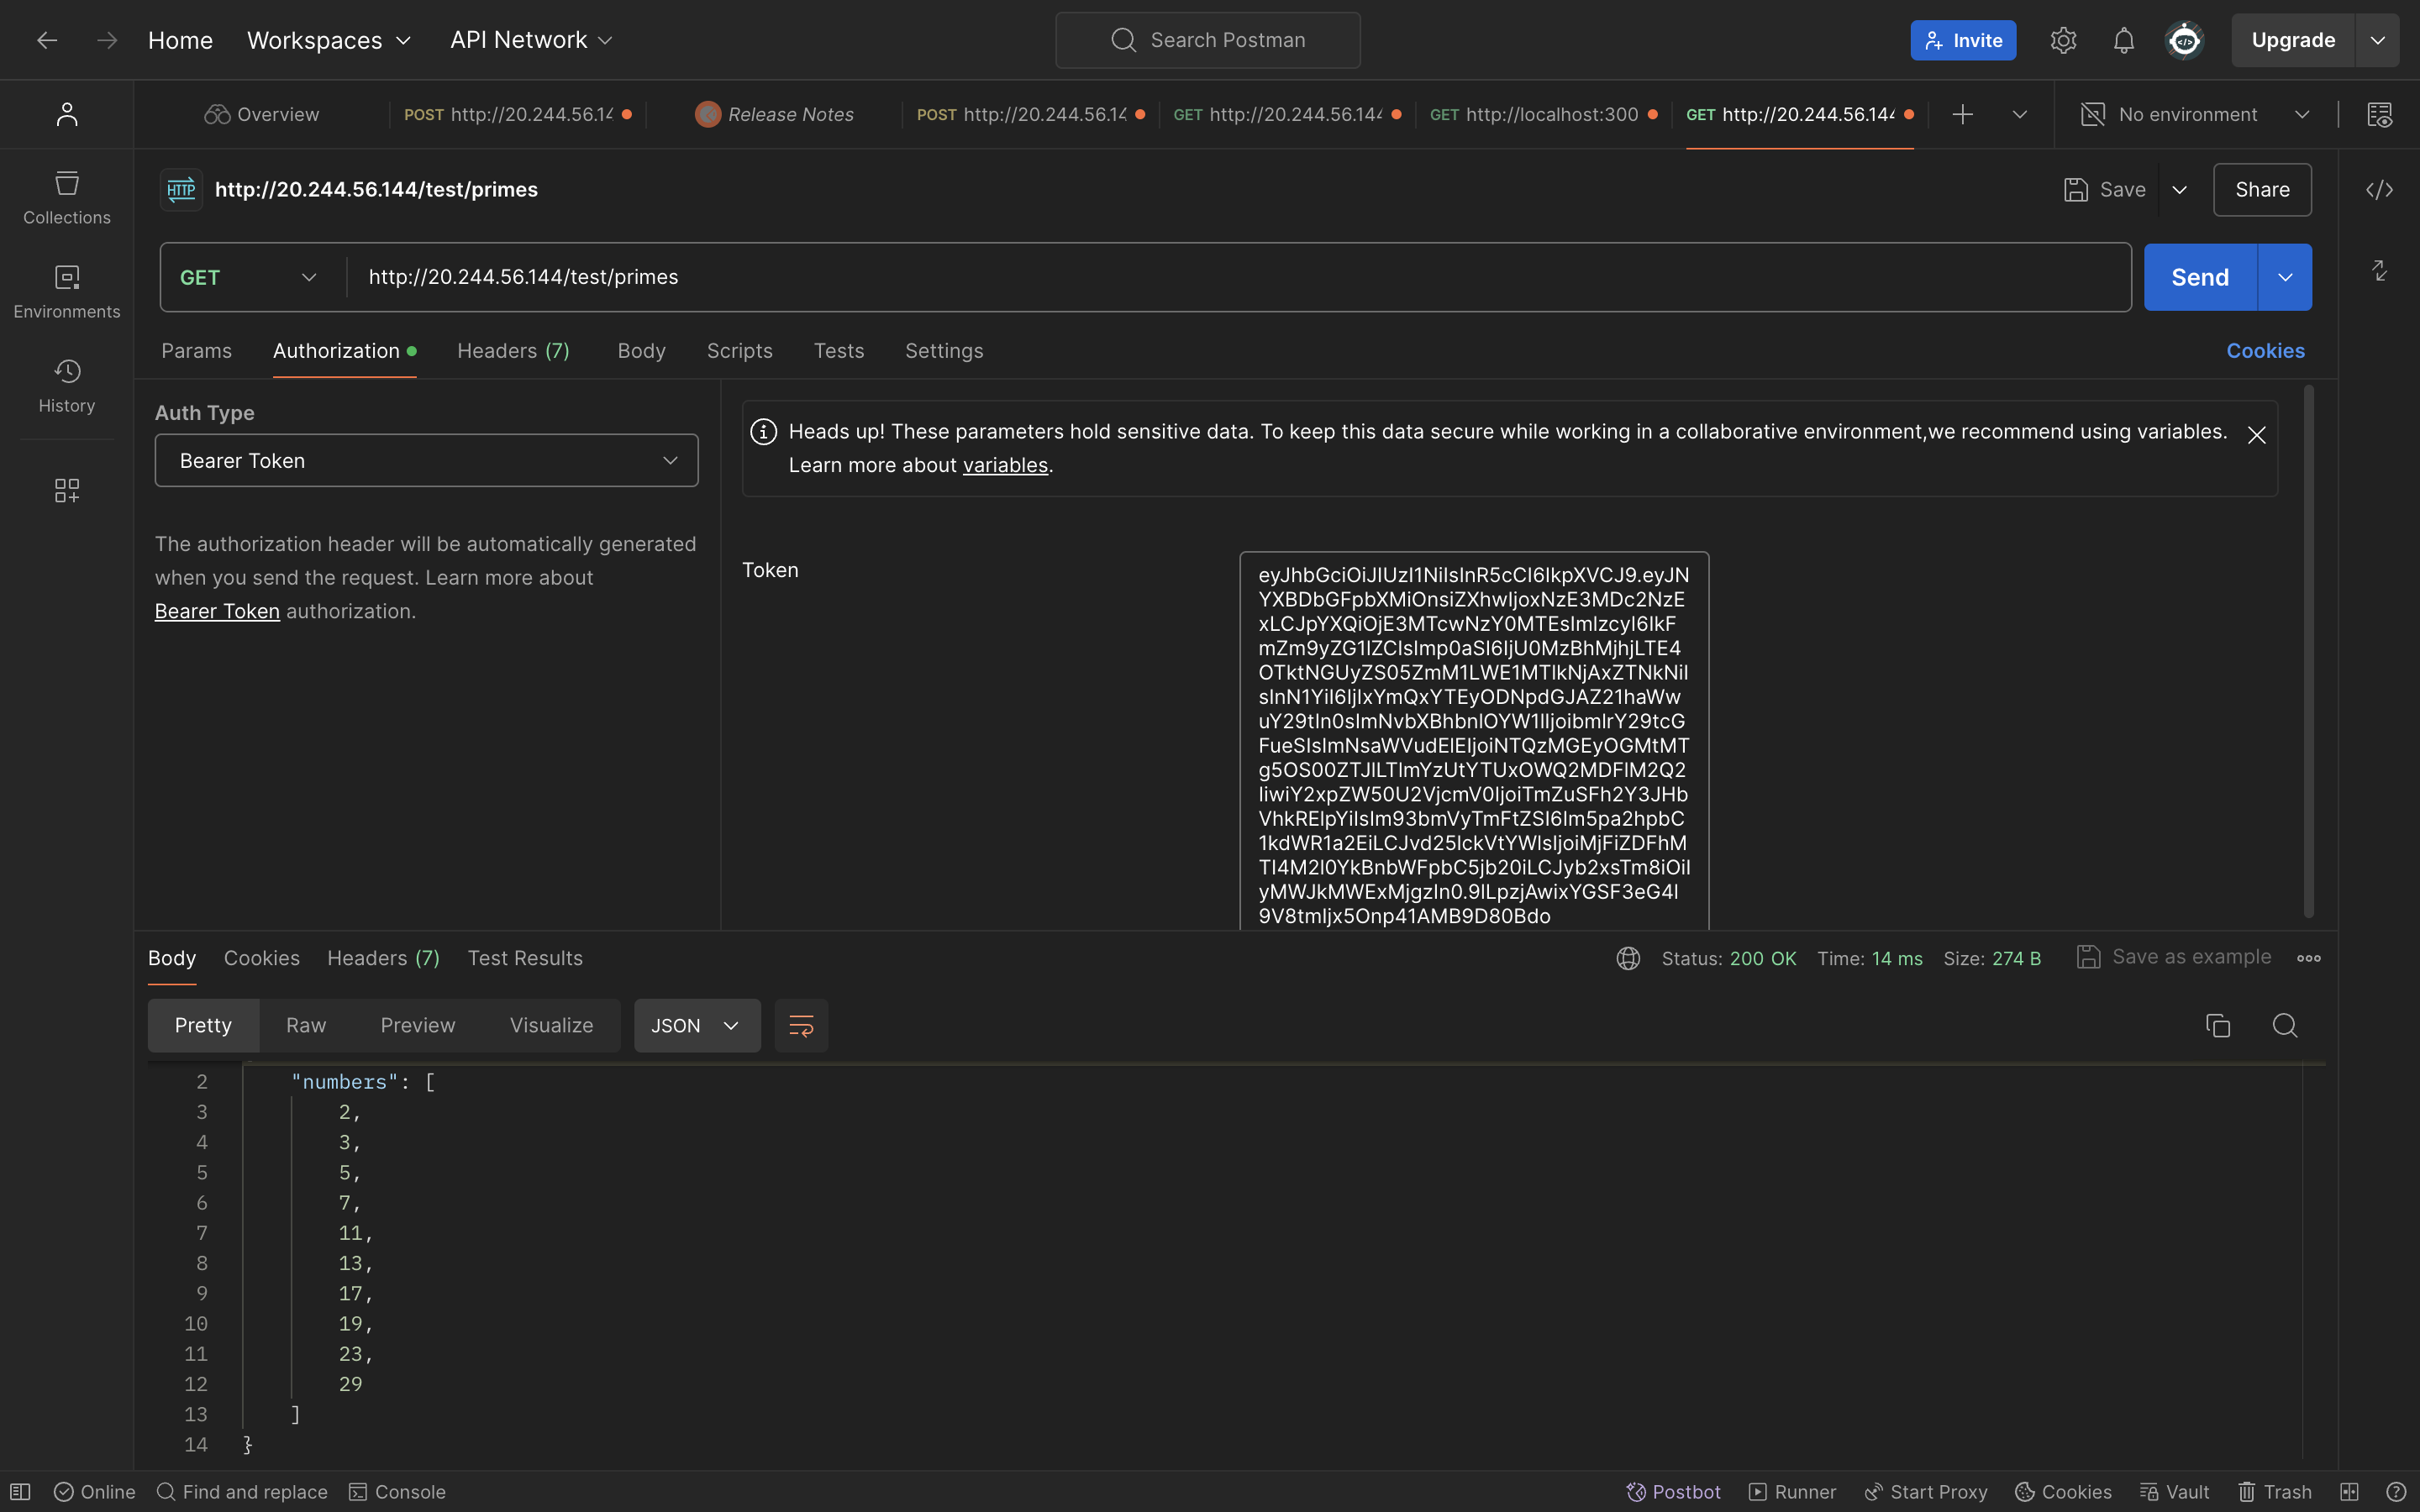 Home Workspaces API Network Search Postman Invite Upgrade
Overview POST http://20.244.56.14 Release Notes POST http://20.244.56.14 GET http://20.244.56.144 GET http://localhost:300 GET http://20.244.56.144 No environment
Collections
Environments
History
HTTP http://20.244.56.144/test/primes Save Share
GET http://20.244.56.144/test/primes Send
Params Authorization Headers (7) Body Scripts Tests Settings Cookies
Auth Type
Bearer Token
The authorization header will be automatically generated
when you send the request. Learn more about
Bearer Token authorization.
Heads up! These parameters hold sensitive data. To keep this data secure while working in a collaborative environment,we recommend using variables.
Learn more about variables.
Token
Body Cookies Headers (7) Test Results Status: 200 OK Time: 14 ms Size: 274 B Save as example
Pretty Raw Preview Visualize JSON
2 "numbers": [
3 2,
4 3,
5 5,
6 7,
7 11,
8 13,
9 17,
10 19,
11 23,
12 29
13 ]
14 }
Online Find and replace Console Postbot Runner Start Proxy Cookies Vault Trash